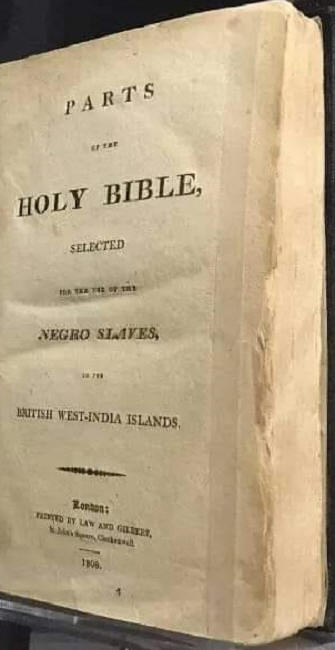 PARTS
OF THE
HOLY BIBLE,
SELECTED
FOR THE USE OF THE
NEGRO SLAVES,
IN THE
BRITISH WEST-INDIA ISLANDS.
London:
PRINTED BY LAW AND GILBERT,
St. John's Square, Clerkenwell.
1808.